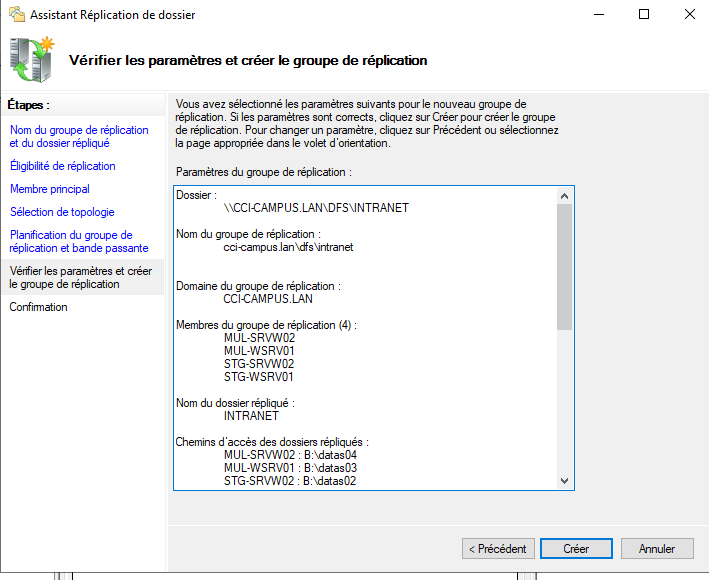 Assistant Réplication de dossier
Vérifier les paramètres et créer le groupe de réplication
Étapes :
Nom du groupe de réplication
et du dossier répliqué
Éligibilité de réplication
Membre principal
Sélection de topologie
Planification du groupe de
réplication et bande passante
Vérifier les paramètres et créer
le groupe de réplication
Confirmation
Vous avez sélectionné les paramètres suivants pour le nouveau groupe de
réplication. Si les paramètres sont corrects, cliquez sur Créer pour créer le groupe
de réplication. Pour changer un paramètre, cliquez sur Précédent ou sélectionnez
la page appropriée dans le volet d'orientation.
Paramètres du groupe de réplication :
Dossier :
\\CCI-CAMPUS.LAN\DFS\INTRANET
Nom du groupe de réplication :
cci-campus.lan\dfs\intranet
Domaine du groupe de réplication :
CCI-CAMPUS.LAN
Membres du groupe de réplication (4) :
MUL-SRVW02
MUL-WSRV01
STG-SRVW02
STG-WSRV01
Nom du dossier répliqué :
INTRANET
Chemins d'accès des dossiers répliqués :
MUL-SRVW02 : B:\datas04
MUL-WSRV01 : B:\datas03
STG-SRVW02 : B:\datas02
< Précédent
Créer
Annuler